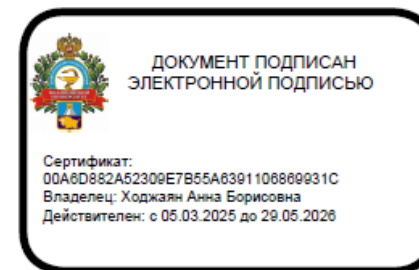 ДОКУМЕНТ ПОДПИСАН
ЭЛЕКТРОННОЙ ПОДПИСЬЮ
Сертификат:
00A6D882A52309E7B55A6391106869931C
Владелец: Ходжаян Анна Борисовна
Действителен: с 05.03.2025 до 29.05.2026